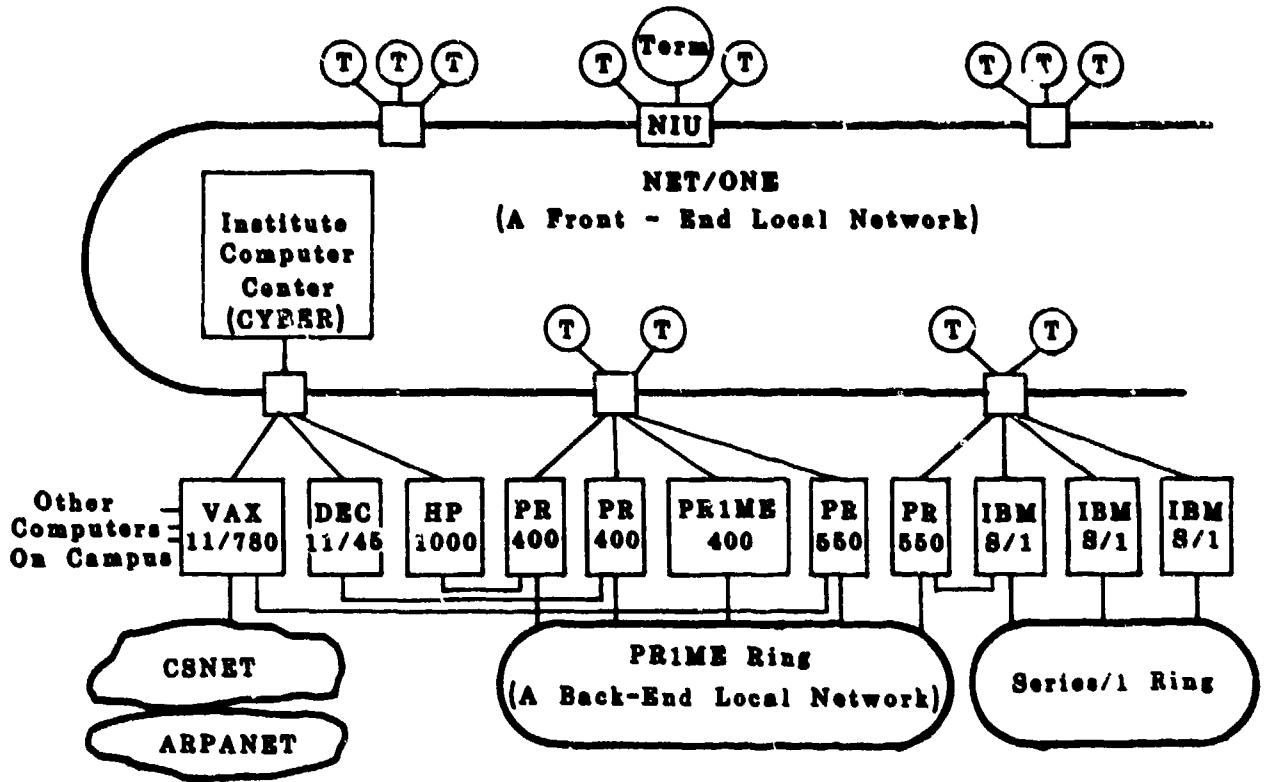 T T T
T Term T
T T T
NIU
NET/ONE
(A Front - End Local Network)
Institute
Computer
Center
(CYBER)
T T
T T
Other
Computers
On Campus
VAX
11/780
DEC
11/45
HP
1000
PR
400
PR
400
PR1ME
400
PR
550
PR
550
IBM
S/1
IBM
S/1
IBM
S/1
CSNET
ARPANET
PR1ME Ring
(A Back-End Local Network)
Series/1 Ring